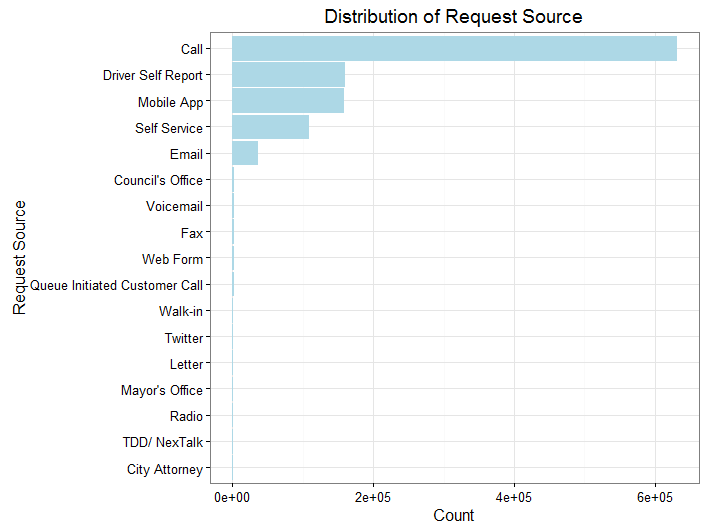 Distribution of Request Source
Call
Driver Self Report
Mobile App
Self Service
Email
Council's Office
Voicemail
Fax
Web Form
Queue Initiated Customer Call
Walk-in
Twitter
Letter
Mayor's Office
Radio
TDD/ NexTalk
City Attorney
Request Source
0e+00 2e+05 4e+05 6e+05
Count